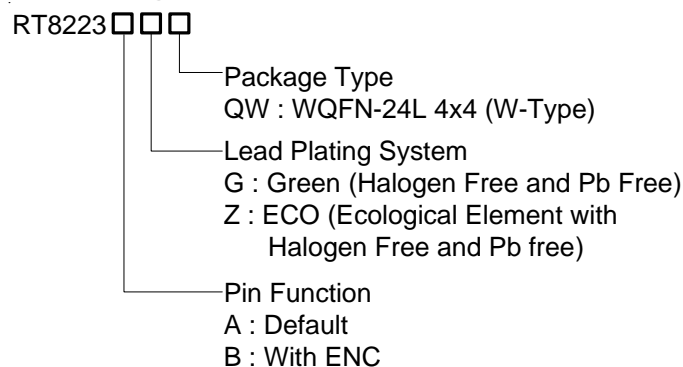 RT8223
Package Type
QW : WQFN-24L 4x4 (W-Type)
Lead Plating System
G : Green (Halogen Free and Pb Free)
Z : ECO (Ecological Element with
Halogen Free and Pb free)
Pin Function
A : Default
B : With ENC